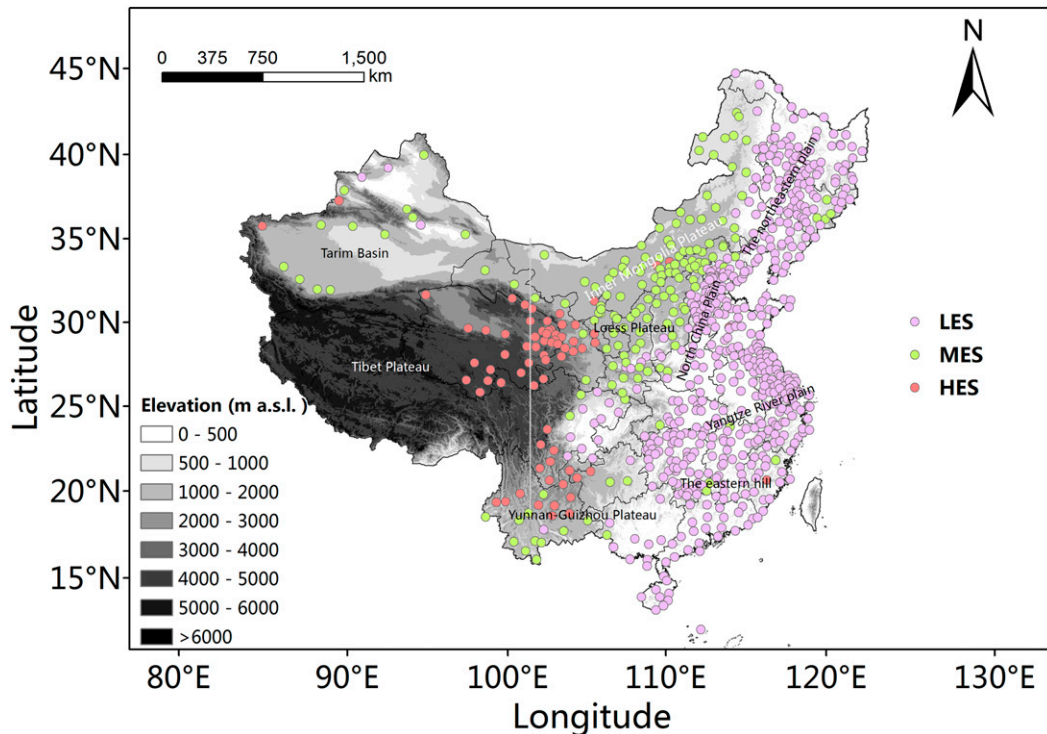 0 375 750 1,500
km
N
45°N
40°N
35°N
30°N
25°N
20°N
15°N
Latitude
Tarim Basin
Tibet Plateau
Inner Mongolia Plateau
Loess Plateau
The northeastern plain
North China Plain
Yangtze River plain
The eastern hill
Yunnan-Guizhou Plateau
LES
MES
HES
Elevation (m a.s.l. )
0 - 500
500 - 1000
1000 - 2000
2000 - 3000
3000 - 4000
4000 - 5000
5000 - 6000
>6000
80°E 90°E 100°E 110°E 120°E 130°E
Longitude